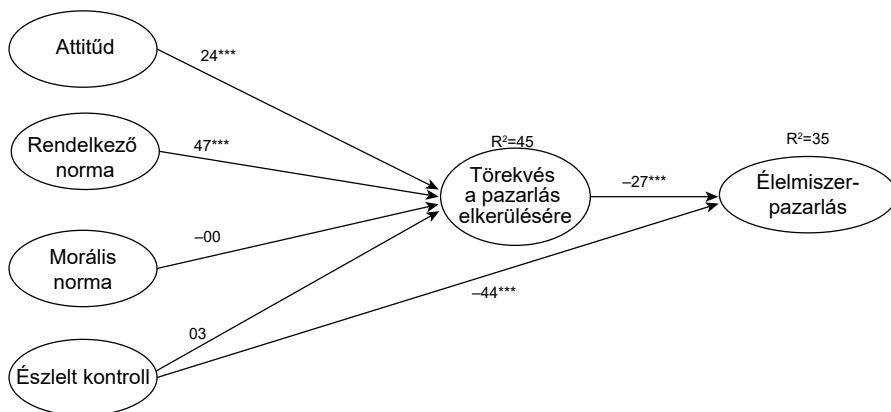 Attitűd
24***
Rendelkező
norma
47***
R²=45
R²=35
Törekvés
a pazarlás
elkerülésére
–27***
Élelmiszer-
pazarlás
Morális
norma
–00
–44***
03
Észlelt kontroll